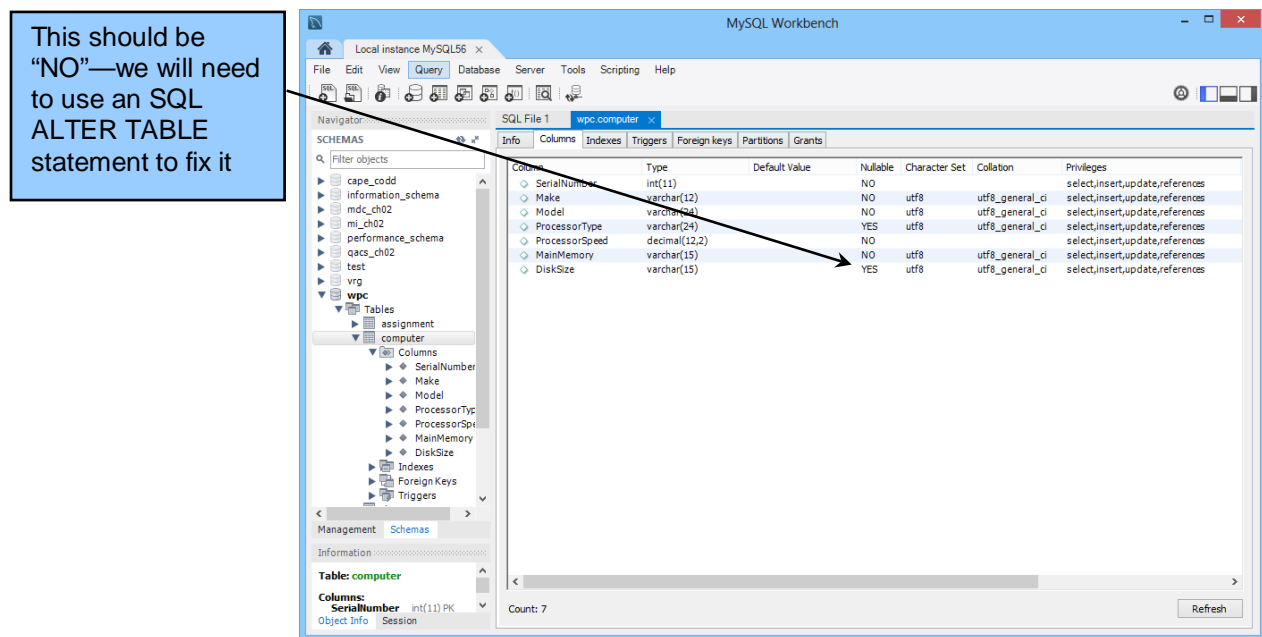 This should be
“NO”—we will need
to use an SQL
ALTER TABLE
statement to fix it
MySQL Workbench
Local instance MySQL56 ×
File Edit View Query Database Server Tools Scripting Help
Navigator
SCHEMAS
Filter objects
cape_codd
information_schema
mdc_ch02
mi_ch02
performance_schema
qacs_ch02
test
vrg
wpc
Tables
assignment
computer
Columns
SerialNumber
Make
Model
ProcessorTyp
ProcessorSpe
MainMemory
DiskSize
Indexes
Foreign Keys
Triggers
Management Schemas
Information
Table: computer
Columns:
SerialNumber int(11) PK
Object Info Session
SQL File 1 wpc.computer ×
Info Columns Indexes Triggers Foreign keys Partitions Grants
Column Type Default Value Nullable Character Set Collation Privileges
SerialNumber int(11) NO select,insert,update,references
Make varchar(12) NO utf8 utf8_general_ci select,insert,update,references
Model varchar(24) NO utf8 utf8_general_ci select,insert,update,references
ProcessorType varchar(24) YES utf8 utf8_general_ci select,insert,update,references
ProcessorSpeed decimal(12,2) NO select,insert,update,references
MainMemory varchar(15) NO utf8 utf8_general_ci select,insert,update,references
DiskSize varchar(15) YES utf8 utf8_general_ci select,insert,update,references
Count: 7
Refresh